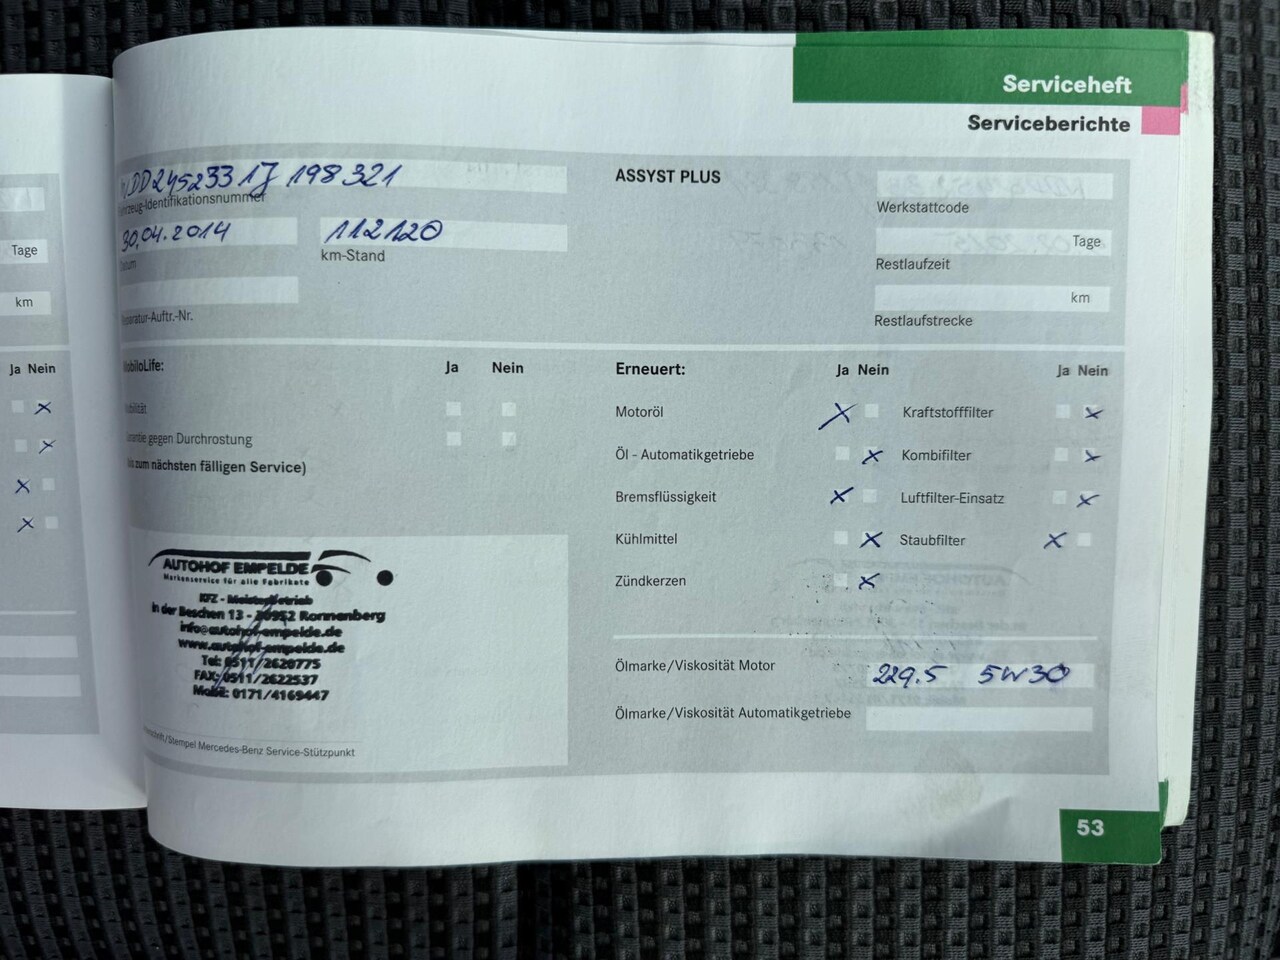 Serviceheft
Serviceberichte
WDD245233 1J 198321
Fahrzeug-Identifikationsnummer
30.04.2014
112120
Datum
km-Stand
Reparatur-Auftr.-Nr.
ASSYST PLUS
Werkstattcode
Tage
Restlaufzeit
km
Restlaufstrecke
Tage
km
Ja Nein
MobiloLife:
Ja Nein
Mobilität
Garantie gegen Durchrostung
(bis zum nächsten fälligen Service)
Erneuert:
Ja Nein
Ja Nein
Motoröl
Kraftstofffilter
Öl - Automatikgetriebe
Kombifilter
Bremsflüssigkeit
Luftfilter-Einsatz
Kühlmittel
Staubfilter
Zündkerzen
AUTOHOF EMPELDE
Markenservice für alle Fabrikate
KFZ - Meisterbetrieb
In der Beschen 13 - 30952 Ronnenberg
info@autohof-empelde.de
www.autohof-empelde.de
Tel: 0511/2620775
FAX: 0511/2622537
Mobil: 0171/4169447
Unterschrift/Stempel Mercedes-Benz Service-Stützpunkt
Ölmarke/Viskosität Motor
229.5 5W30
Ölmarke/Viskosität Automatikgetriebe
53